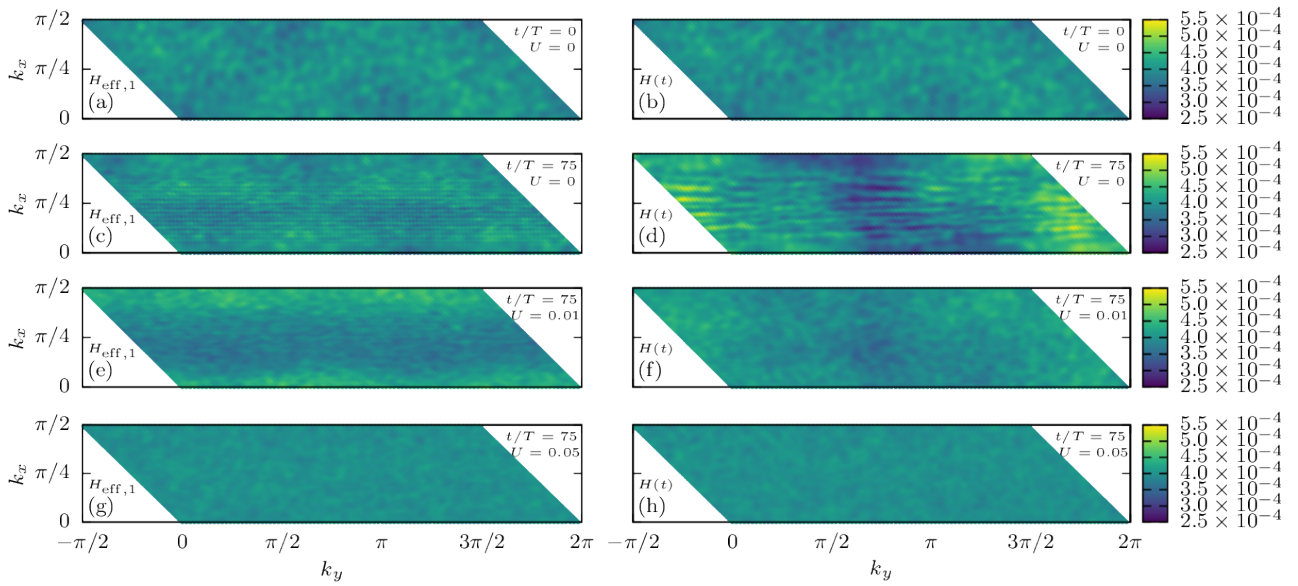 π/2 t/T = 0 t/T = 0 5.5 × 10⁻⁴
U = 0 U = 0 5.0 × 10⁻⁴
k_x π/4 4.5 × 10⁻⁴
H_eff,1 H(t) 4.0 × 10⁻⁴
(a) (b) 3.5 × 10⁻⁴
3.0 × 10⁻⁴
0 2.5 × 10⁻⁴
π/2 t/T = 75 t/T = 75 5.5 × 10⁻⁴
U = 0 U = 0 5.0 × 10⁻⁴
k_x π/4 4.5 × 10⁻⁴
H_eff,1 H(t) 4.0 × 10⁻⁴
(c) (d) 3.5 × 10⁻⁴
3.0 × 10⁻⁴
0 2.5 × 10⁻⁴
π/2 t/T = 75 t/T = 75 5.5 × 10⁻⁴
U = 0.01 U = 0.01 5.0 × 10⁻⁴
k_x π/4 4.5 × 10⁻⁴
H_eff,1 H(t) 4.0 × 10⁻⁴
(e) (f) 3.5 × 10⁻⁴
3.0 × 10⁻⁴
0 2.5 × 10⁻⁴
π/2 t/T = 75 t/T = 75 5.5 × 10⁻⁴
U = 0.05 U = 0.05 5.0 × 10⁻⁴
k_x π/4 4.5 × 10⁻⁴
H_eff,1 H(t) 4.0 × 10⁻⁴
(g) (h) 3.5 × 10⁻⁴
3.0 × 10⁻⁴
0 2.5 × 10⁻⁴
−π/2 0 π/2 π 3π/2 2π −π/2 0 π/2 π 3π/2 2π
k_y k_y